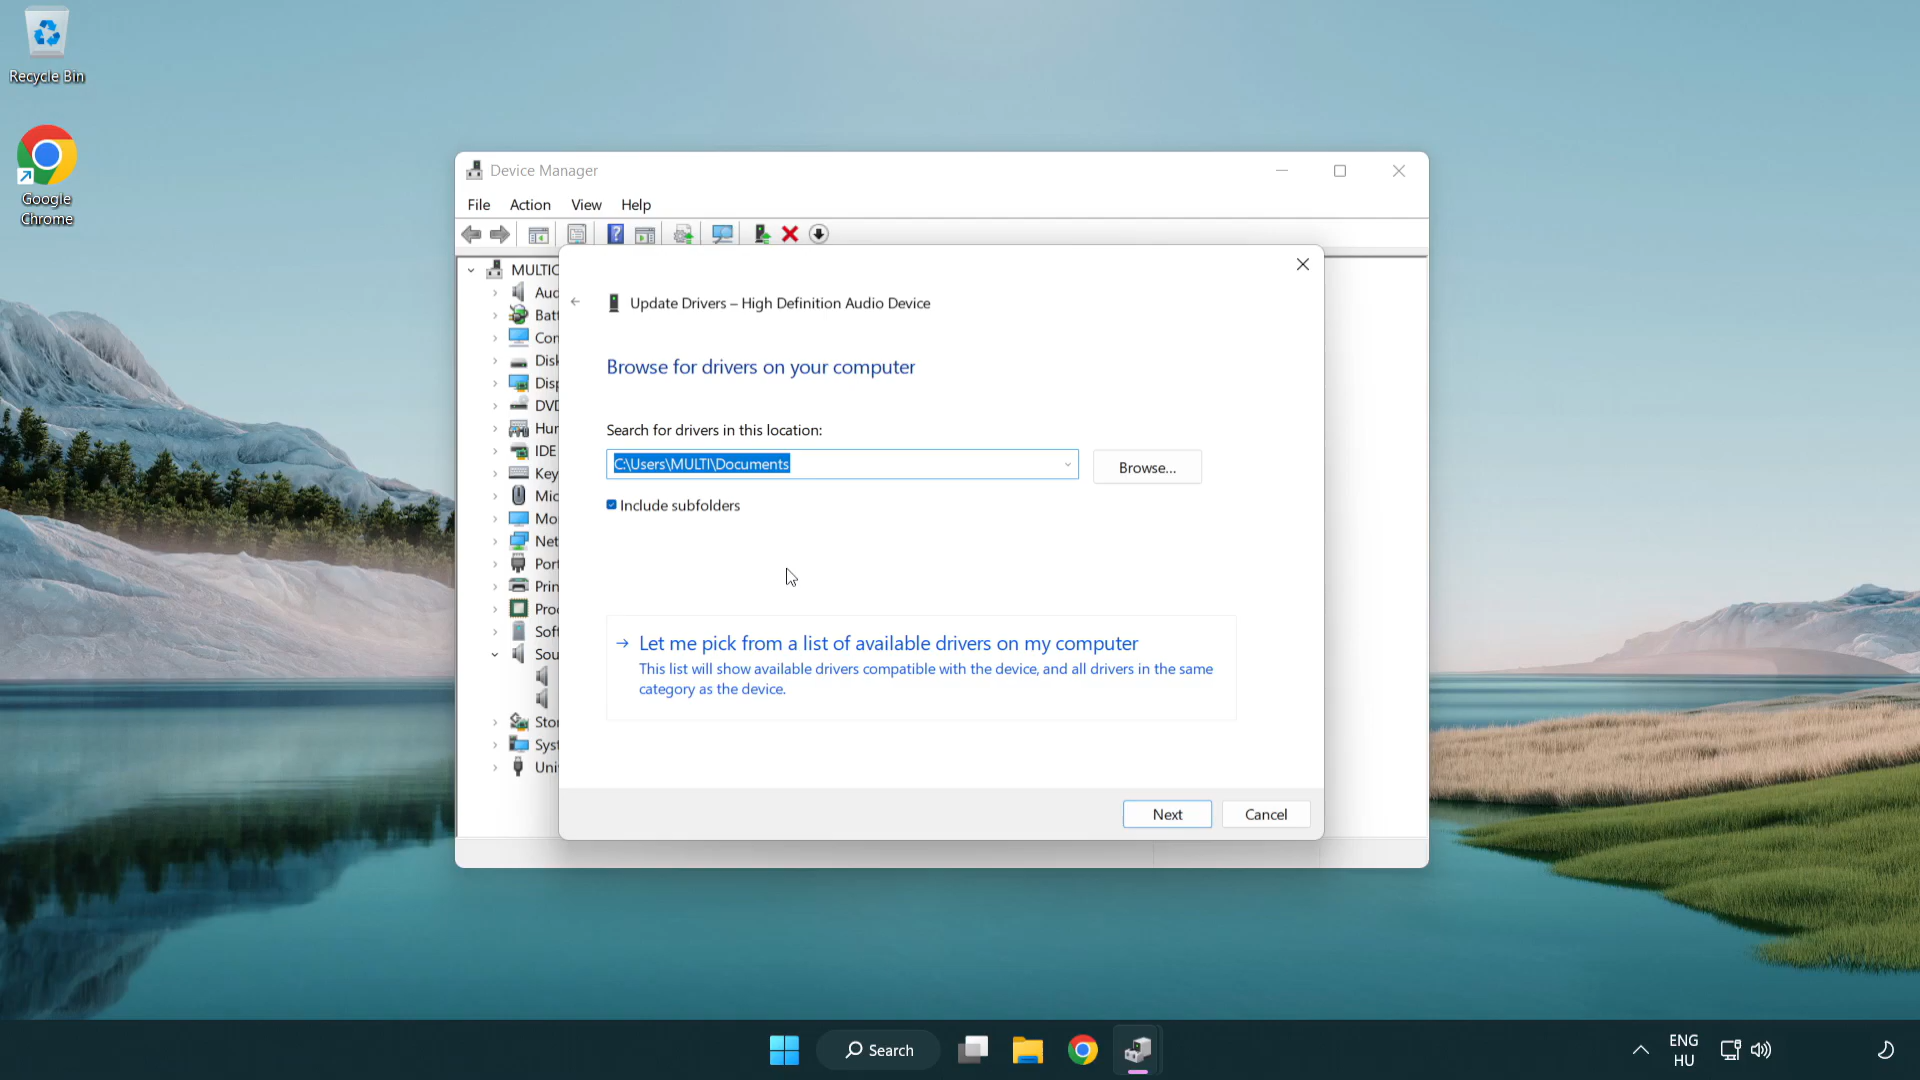 Recycle Bin
Google
Chrome
Device Manager
File Action View Help
MULTIC
Aud
Batt
Com
Disk
Disp
DVD
Hum
IDE
Key
Mic
Mo
Net
Port
Prin
Proc
Soft
Sou
Stor
Syst
Uni
Update Drivers – High Definition Audio Device
Browse for drivers on your computer
Search for drivers in this location:
C:\Users\MULTI\Documents
Browse...
Include subfolders
Let me pick from a list of available drivers on my computer
This list will show available drivers compatible with the device, and all drivers in the same
category as the device.
Next
Cancel
Search
ENG
HU